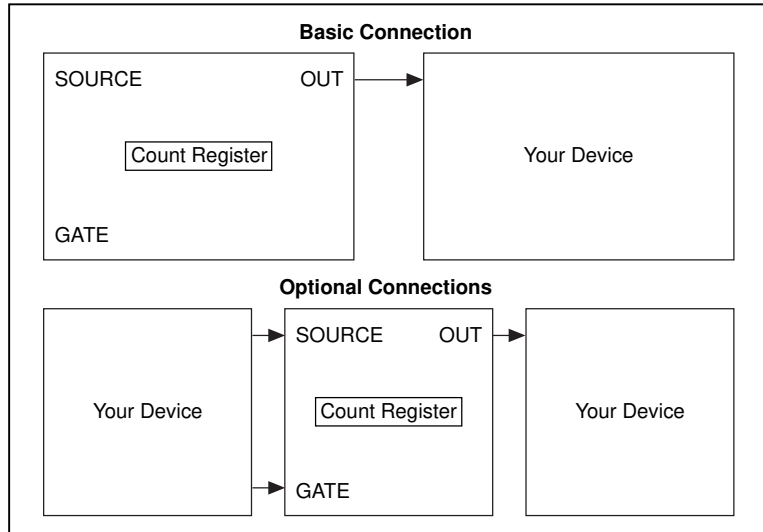 Basic Connection
SOURCE OUT
Count Register
Your Device
GATE
Optional Connections
SOURCE OUT
Your Device
Count Register
Your Device
GATE